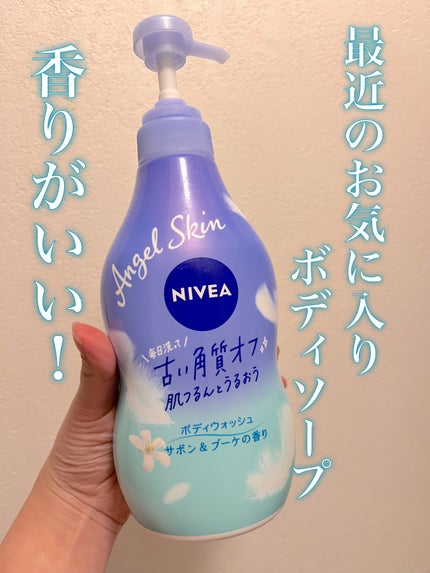 最近のお気に入り
ボディソープ
香りがいい!
Angel Skin
NIVEA
毎日洗って
古い角質オフ
肌つるんとうるおう
ボディウォッシュ
サボン&ブーケの香り